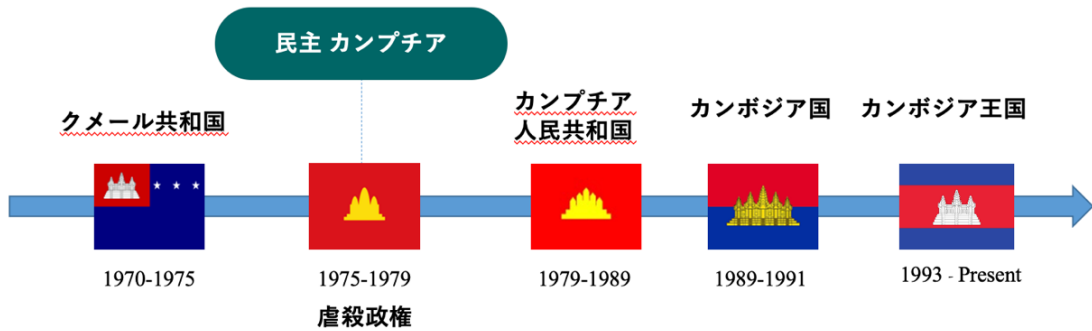 民主 カンプチア
クメール共和国
カンプチア
人民共和国
カンボジア国
カンボジア王国
1970-1975
1975-1979
1979-1989
1989-1991
1993 - Present
虐殺政権